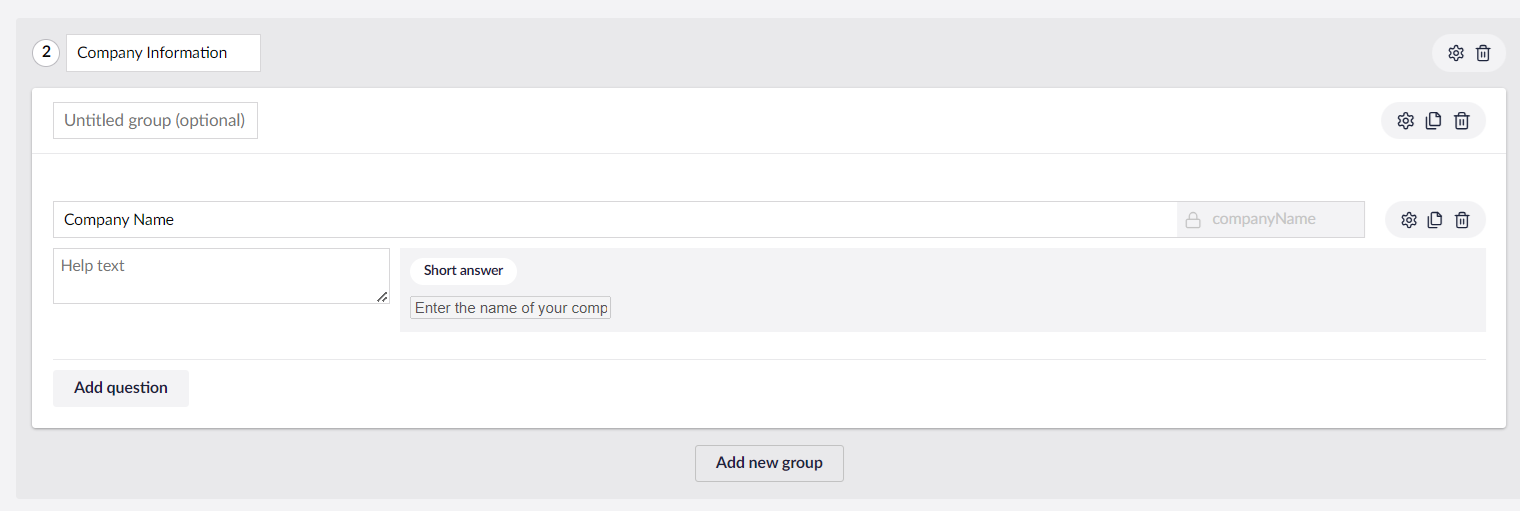 2
Company Information
Untitled group (optional)
Company Name
companyName
Help text
Short answer
Enter the name of your comp
Add question
Add new group